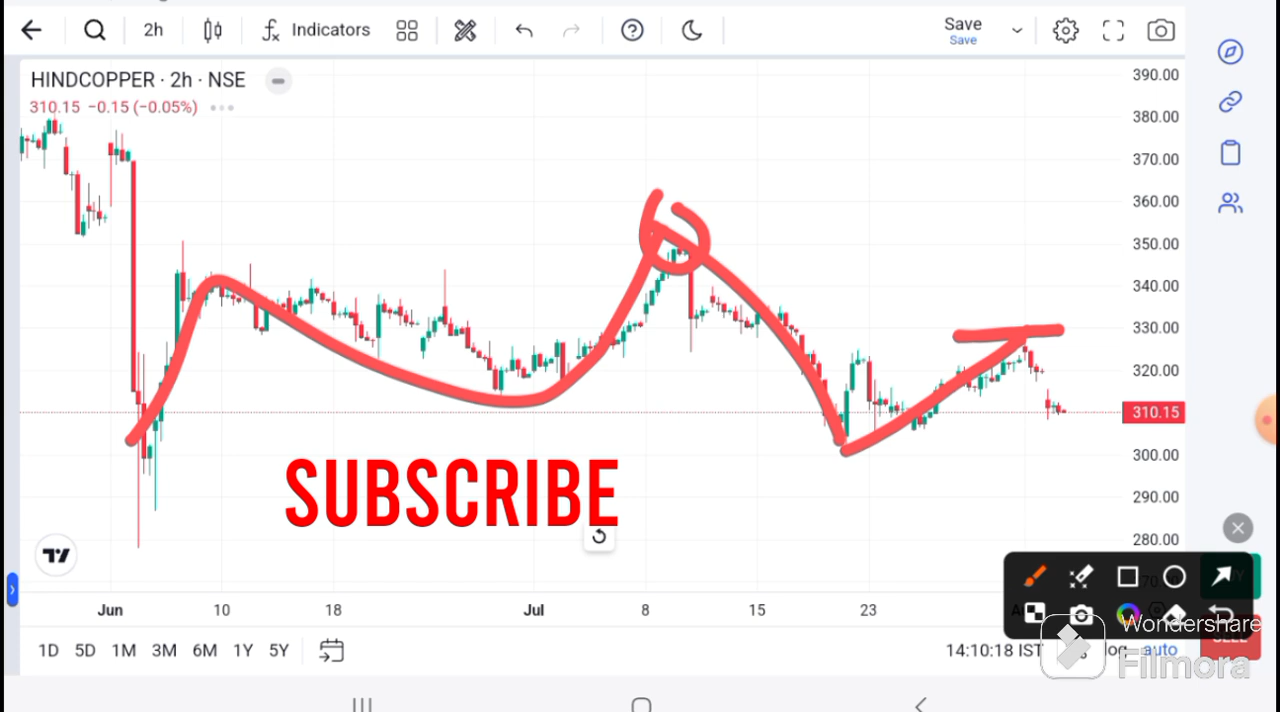 2h
Indicators
Save
Save
HINDCOPPER · 2h · NSE
310.15 −0.15 (−0.05%)
390.00
380.00
370.00
360.00
350.00
340.00
330.00
320.00
310.15
300.00
290.00
280.00
SUBSCRIBE
Jun
10
18
Jul
8
15
23
1D
5D
1M
3M
6M
1Y
5Y
14:10:18 IST
log
auto
SELL
Wondershare
Filmora